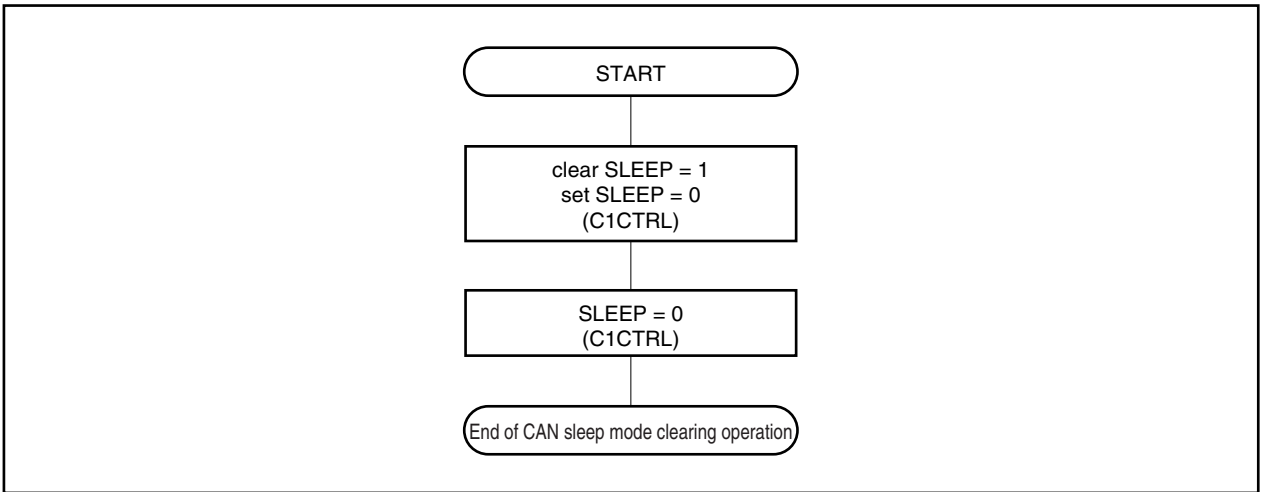 START
clear SLEEP = 1
set SLEEP = 0
(C1CTRL)
SLEEP = 0
(C1CTRL)
End of CAN sleep mode clearing operation